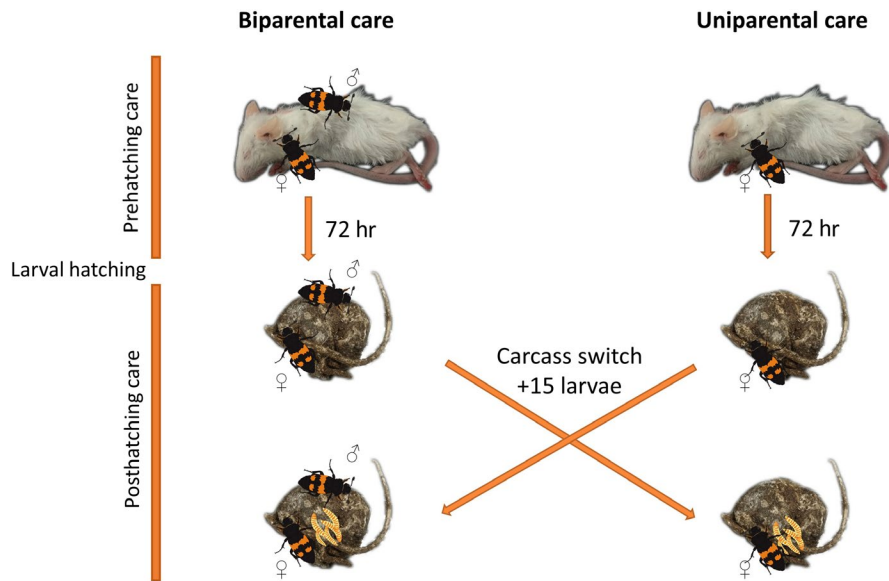 Biparental care
Uniparental care
Prehatching care
♂
♀
♀
72 hr
72 hr
Larval hatching
Posthatching care
♂
♀
♀
Carcass switch
+15 larvae
♂
♀
♀